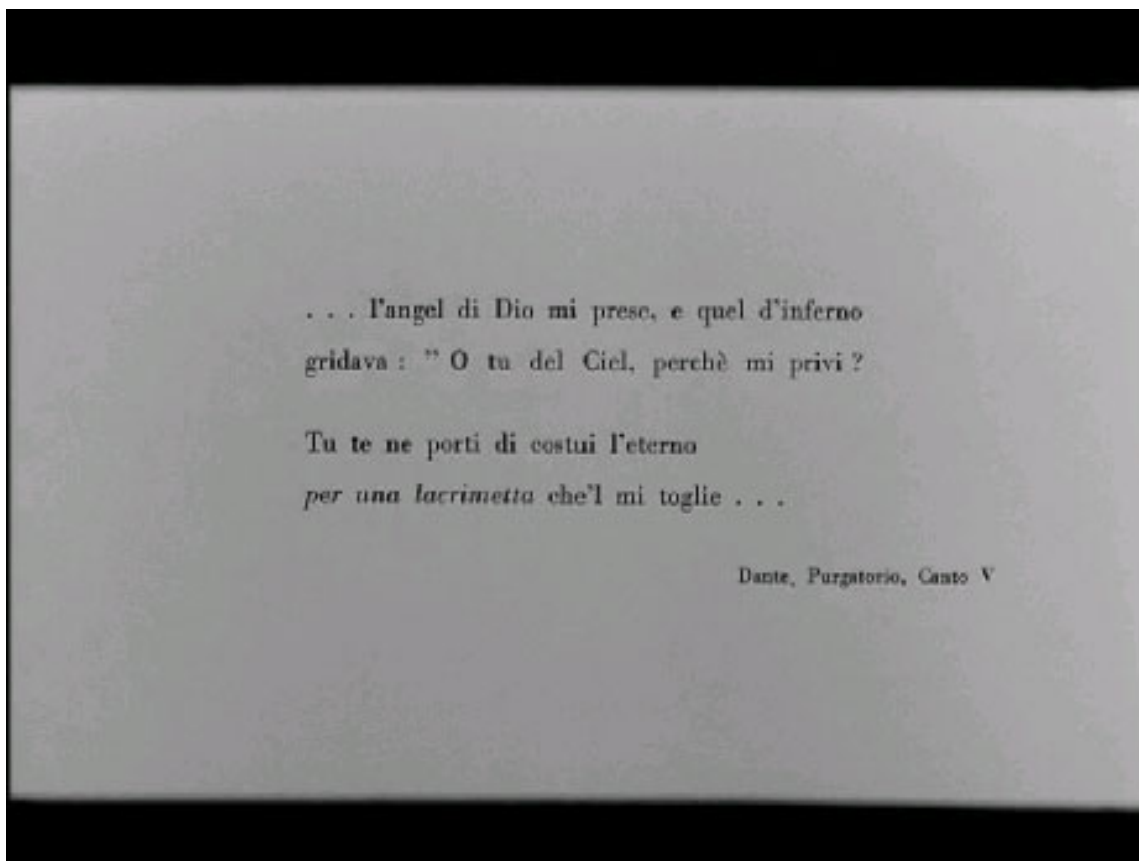 . . . l'angel di Dio mi prese, e quel d'inferno
gridava : " O tu del Ciel, perchè mi privi ?
Tu te ne porti di costui l'eterno
per una lacrimetta che'l mi toglie . . .
Dante, Purgatorio, Canto V